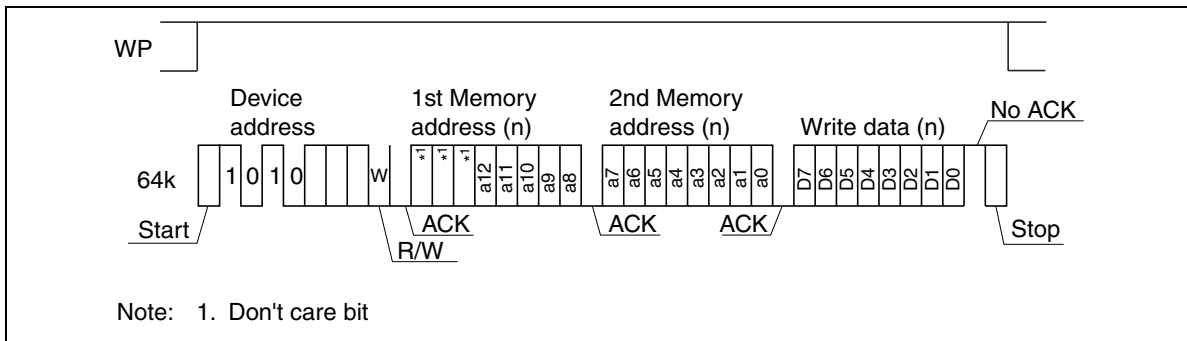 WP
Device address
1st Memory address (n)
2nd Memory address (n)
Write data (n)
No ACK
64k
1 0 1 0 W
*1 *1 *1 a12 a11 a10 a9 a8
a7 a6 a5 a4 a3 a2 a1 a0
D7 D6 D5 D4 D3 D2 D1 D0
Start
R/W
ACK
ACK
ACK
Stop
Note: 1. Don't care bit